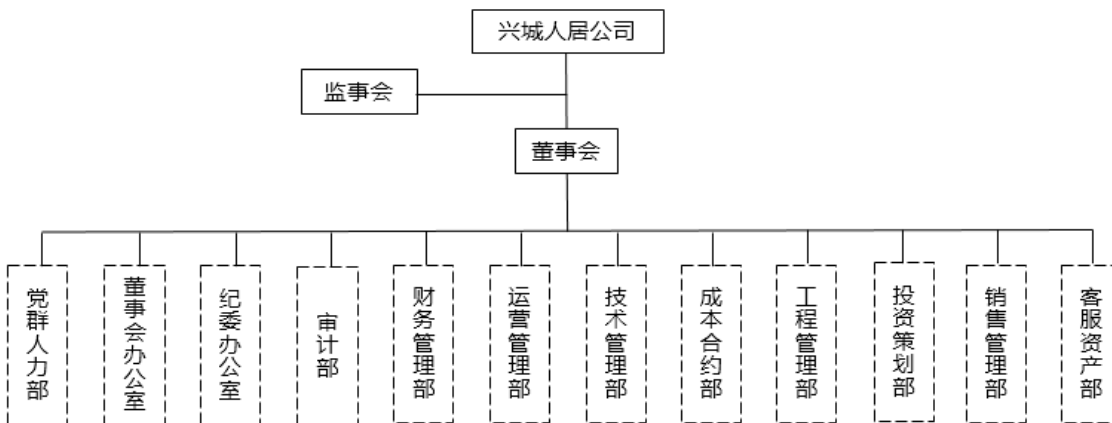 兴城人居公司
监事会
董事会
党群人力部
董事会办公室
纪委办公室
审计部
财务管理部
运营管理部
技术管理部
成本合约部
工程管理部
投资策划部
销售管理部
客服资产部